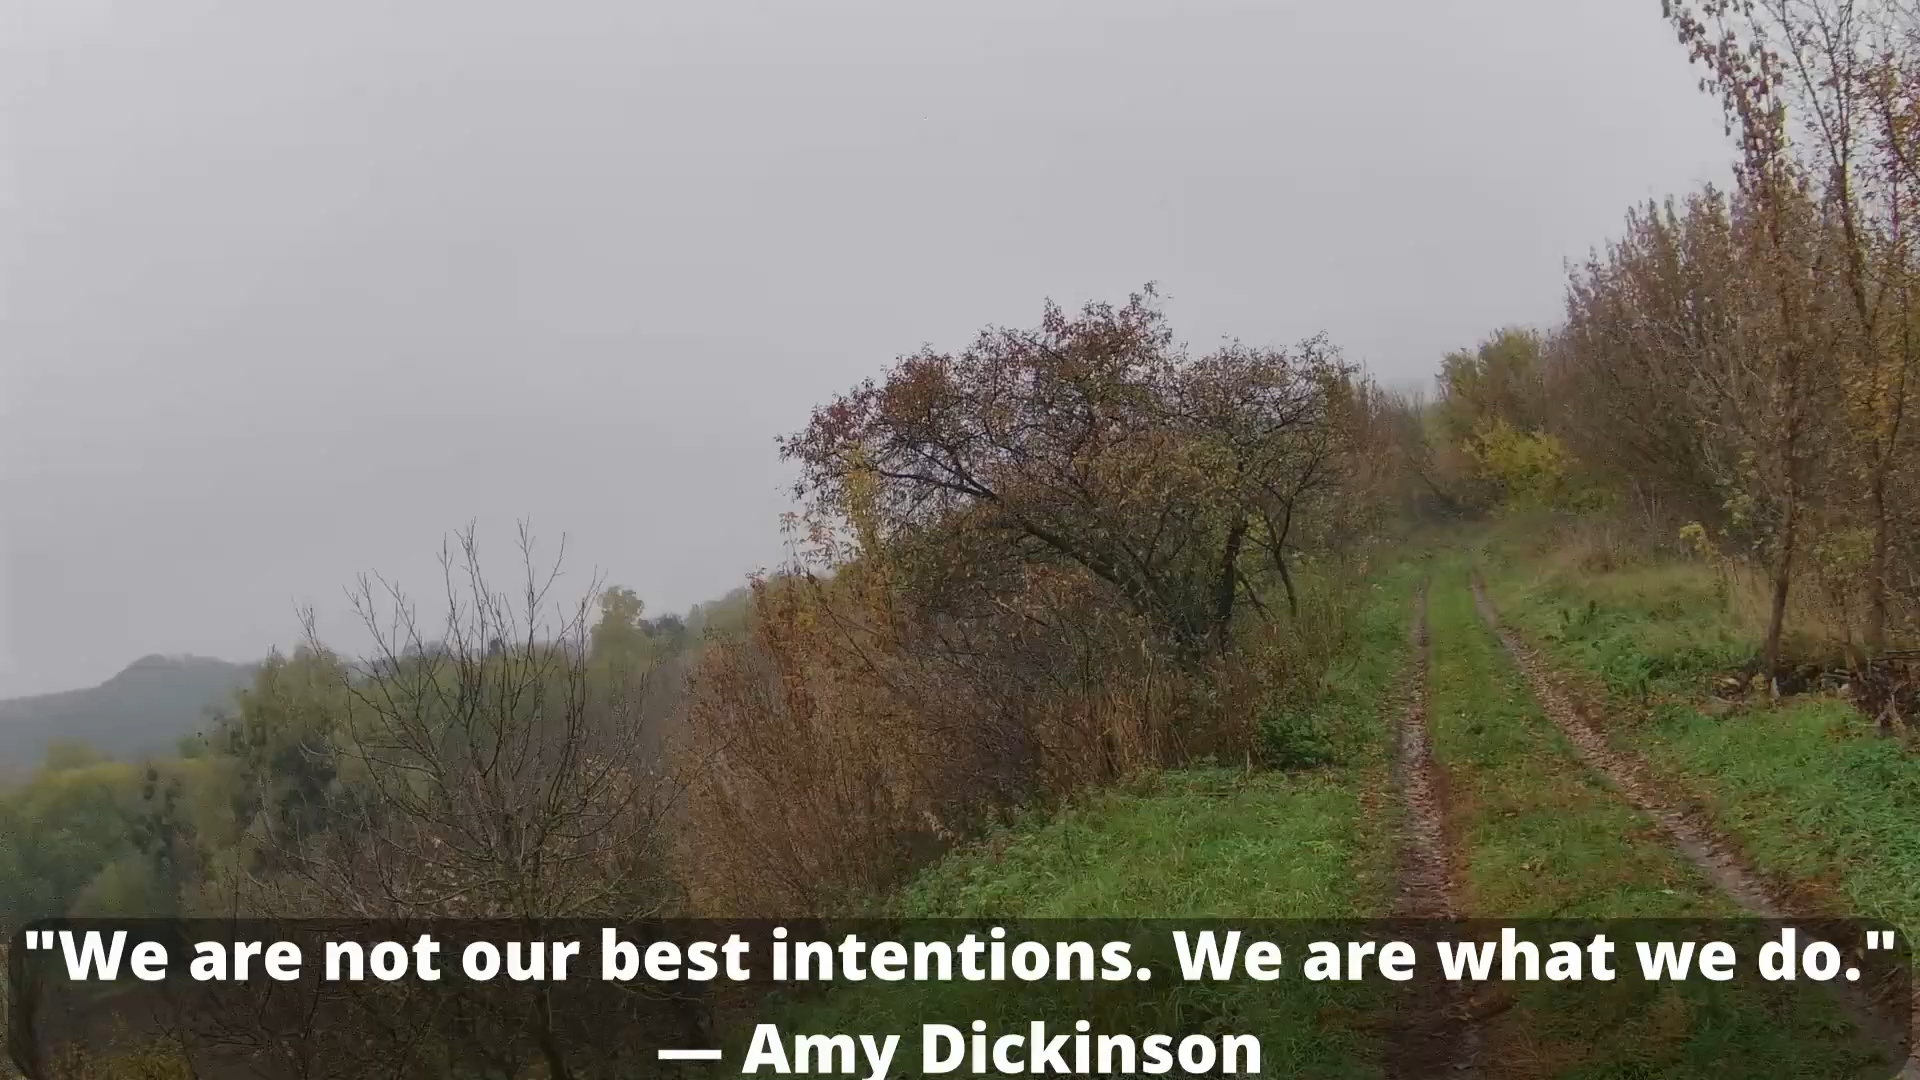 "We are not our best intentions. We are what we do."
— Amy Dickinson